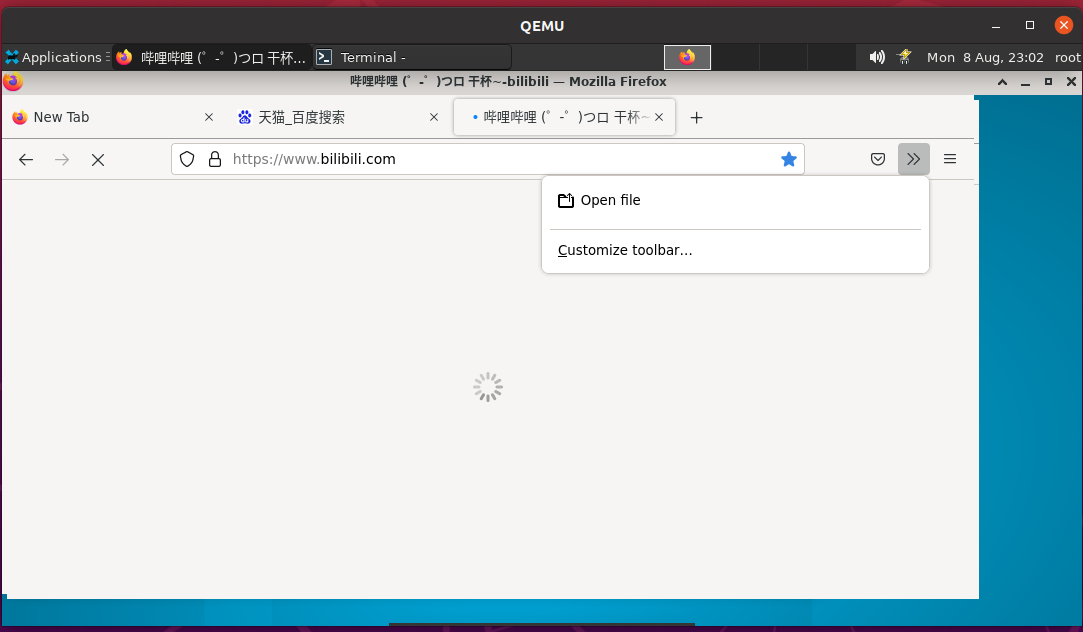 QEMU
Applications
哔哩哔哩 (゜-゜)つロ 干杯...
Terminal -
Mon 8 Aug, 23:02
root
哔哩哔哩 (゜-゜)つロ 干杯~-bilibili — Mozilla Firefox
New Tab
天猫_百度搜索
哔哩哔哩 (゜-゜)つロ 干杯~
https://www.bilibili.com
Open file
Customize toolbar...